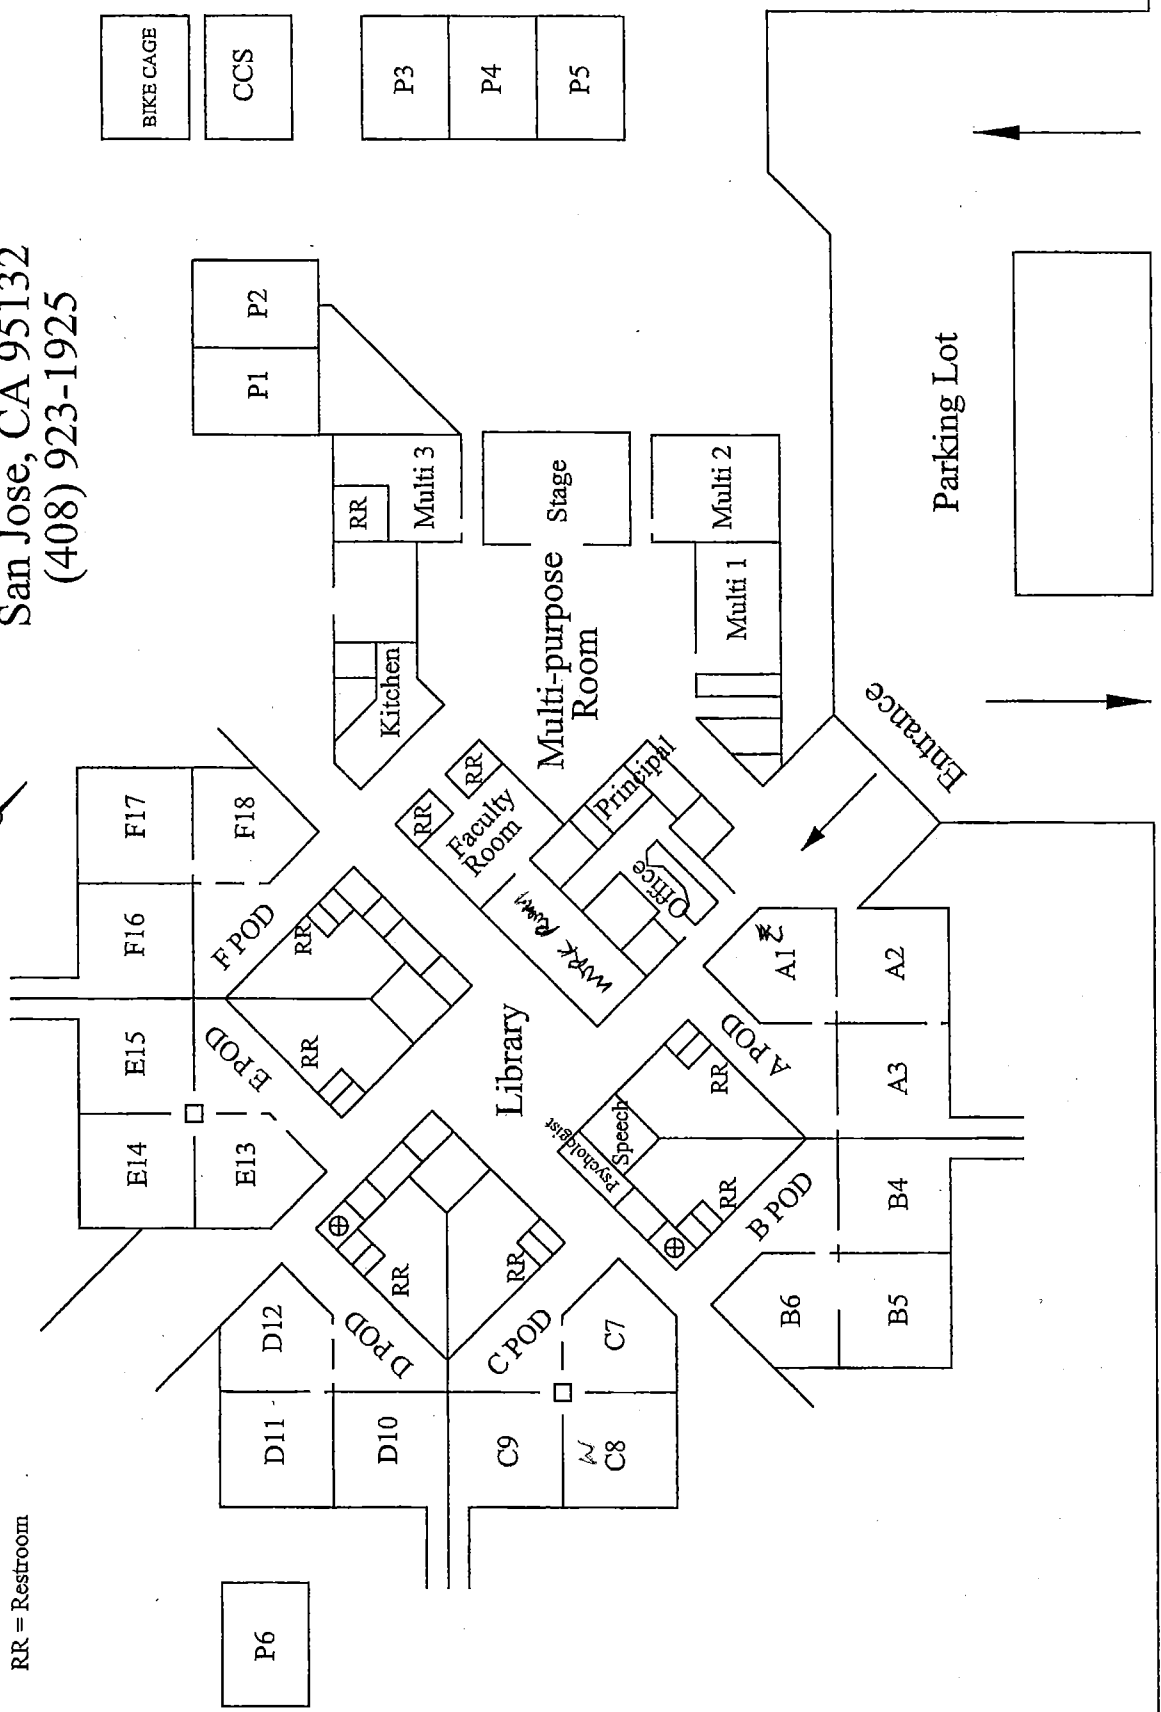 San Jose, CA 95132
(408) 923-1925
RR = Restroom
BIKE CAGE
CCS
P3
P4
P5
P2
P1
P6
F17
F18
F16
F POD
RR
E15
E POD
RR
E14
E13
D12
D11
D10
D POD
RR
C POD
RR
C9
C7
C8
W
Kitchen
RR
Multi 3
Stage
Multi-purpose
Room
Multi 2
Multi 1
RR
RR
Faculty
Room
Work Room
Principal
Office
Library
Psychologist
Speech
RR
RR
A POD
A1
A2
A3
B POD
B4
B5
B6
Entrance
Parking Lot